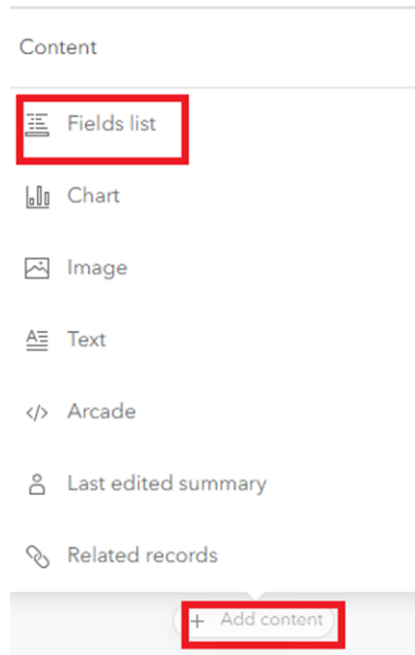 Content
Fields list
Chart
Image
Text
Arcade
Last edited summary
Related records
+ Add content